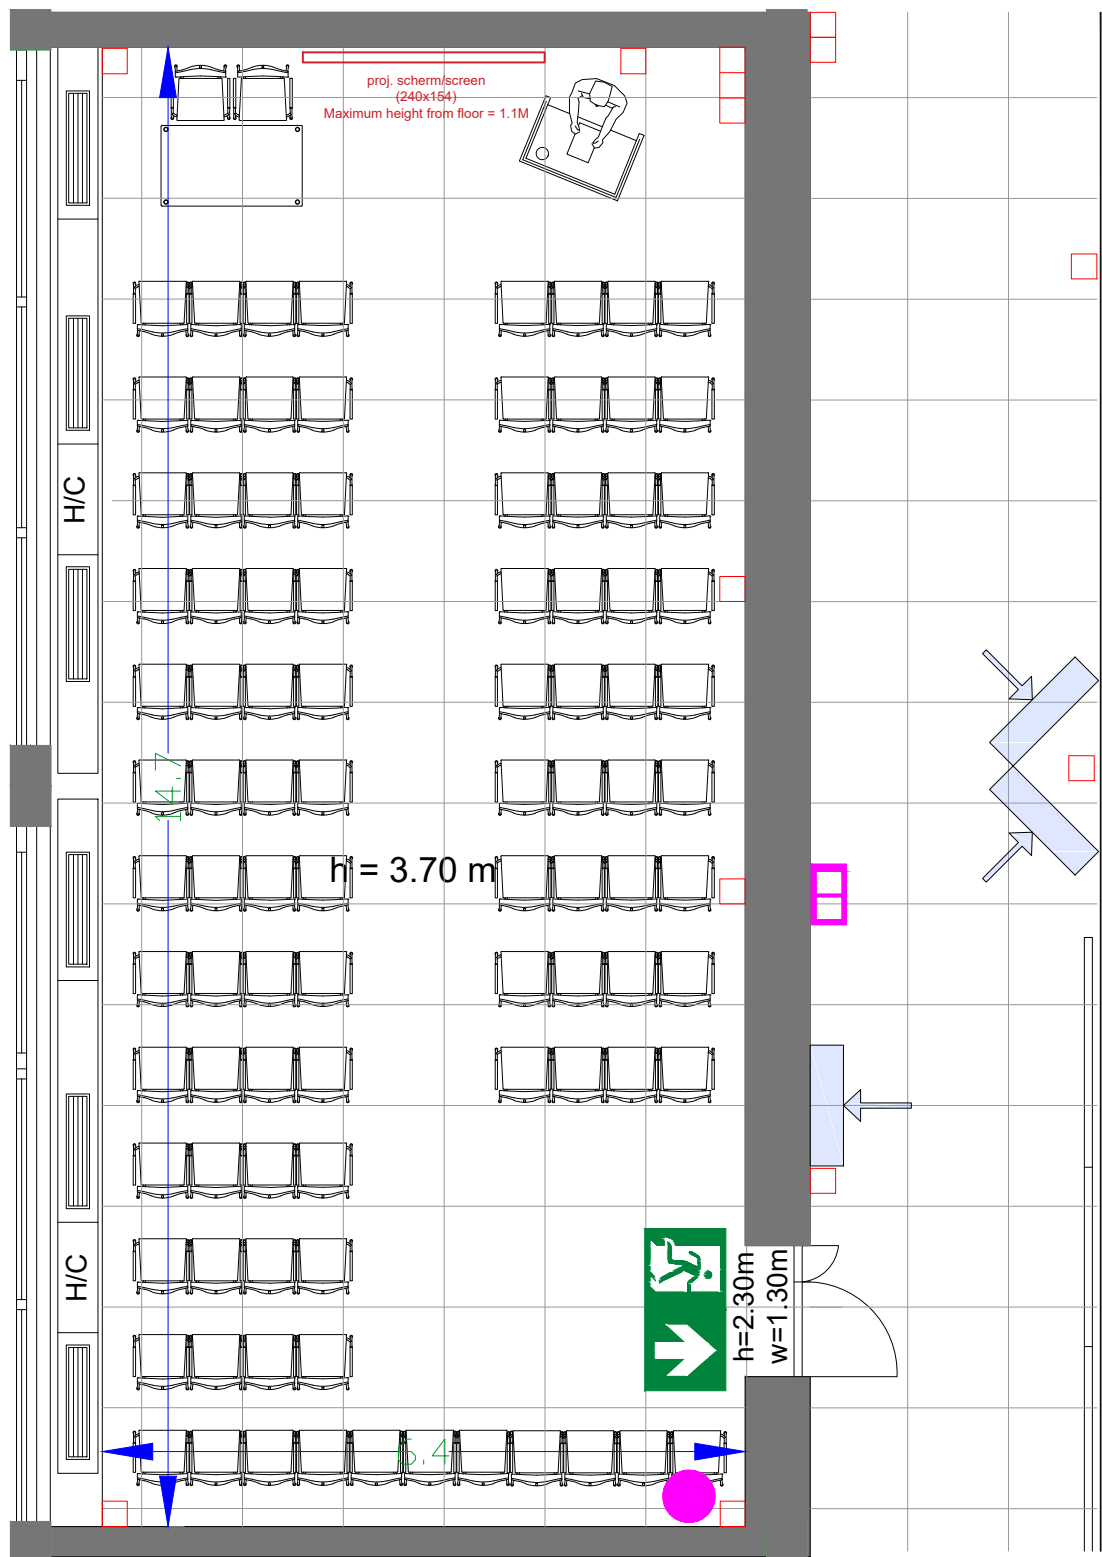 proj. scherm/screen
(240x154)
Maximum height from floor = 1.1M
H/C
14.7
h = 3.70 m
H/C
h=2.30m
w=1.30m
6,4